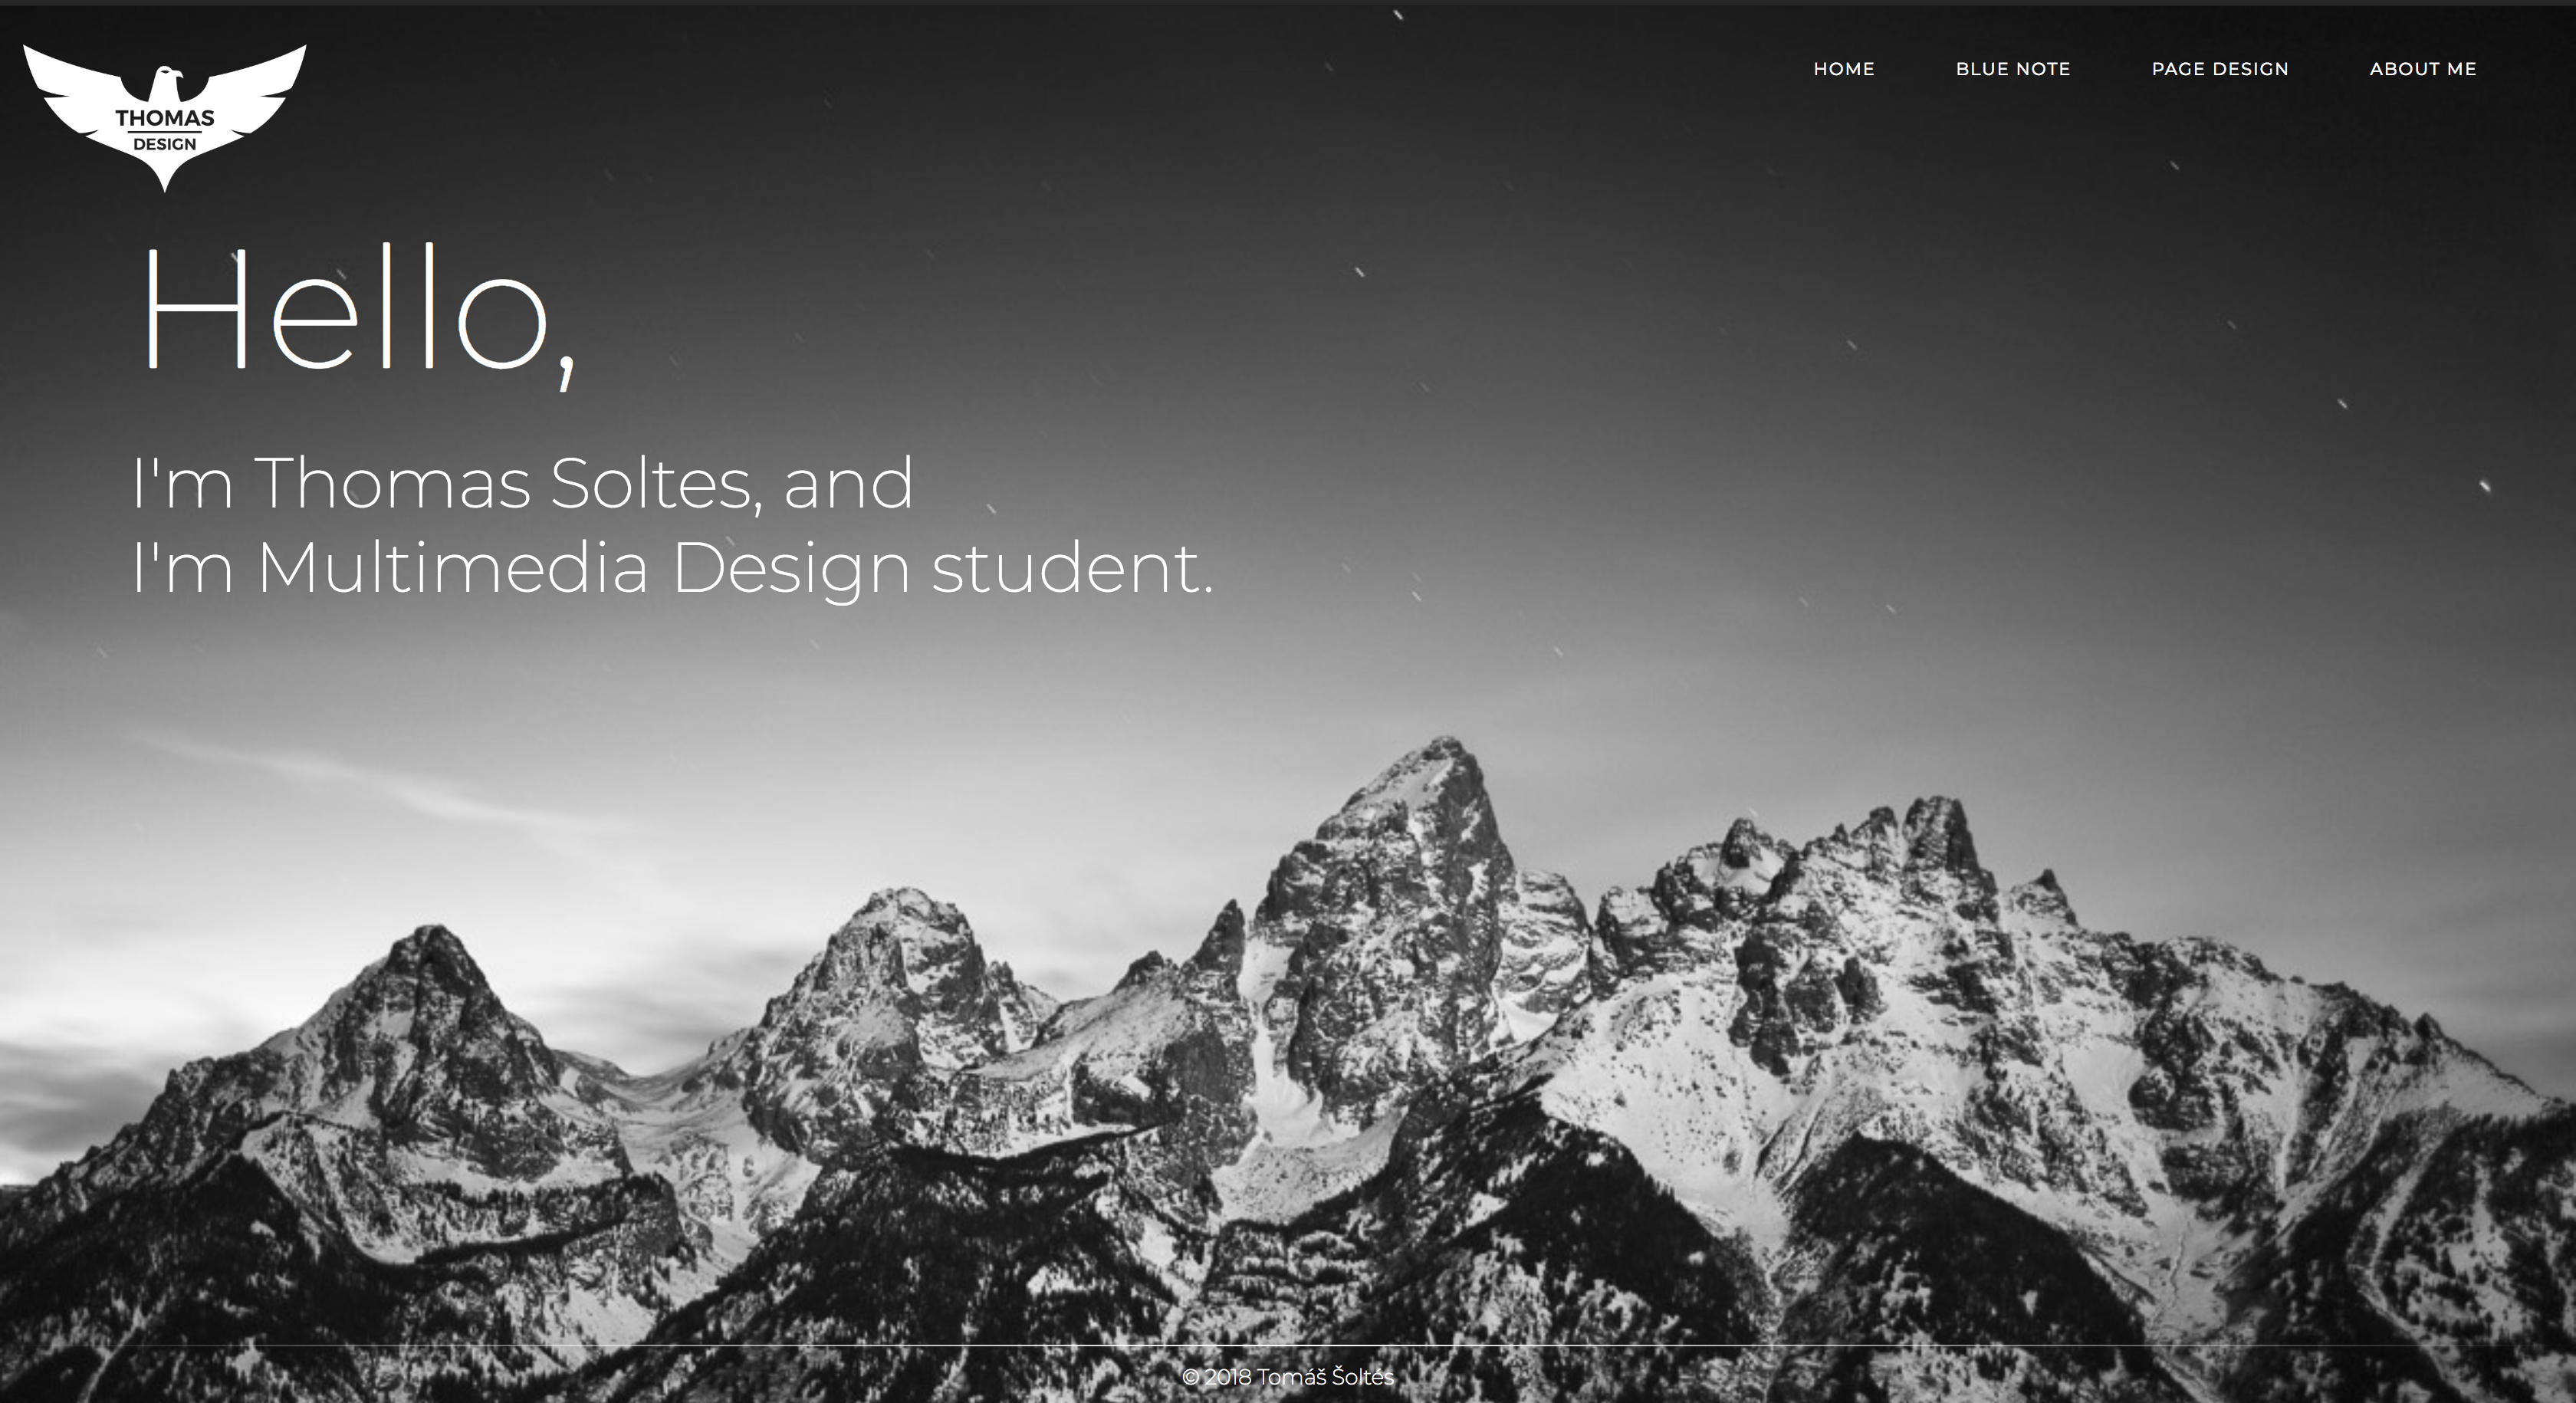 THOMAS
DESIGN
HOME BLUE NOTE PAGE DESIGN ABOUT ME
Hello,
I'm Thomas Soltes, and
I'm Multimedia Design student.
© 2018 Tomáš Šoltés